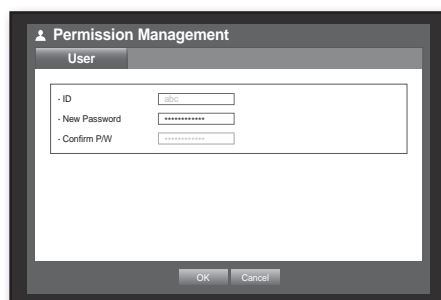 Permission Management
User
- ID abc
- New Password ************
- Confirm P/W ************
OK Cancel